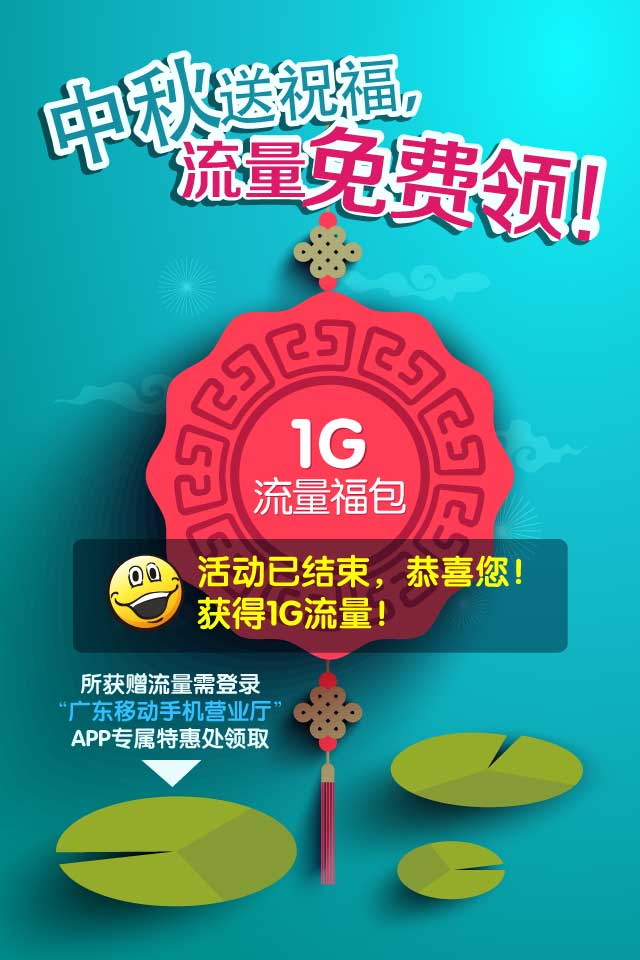 中秋送祝福,
流量免费领!
1G
流量福包
活动已结束，恭喜您！
获得1G流量！
所获赠流量需登录
“广东移动手机营业厅”
APP专属特惠处领取